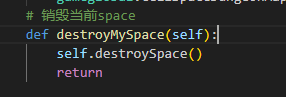 # 销毁当前space
def destroyMySpace(self):
self.destroySpace()
return